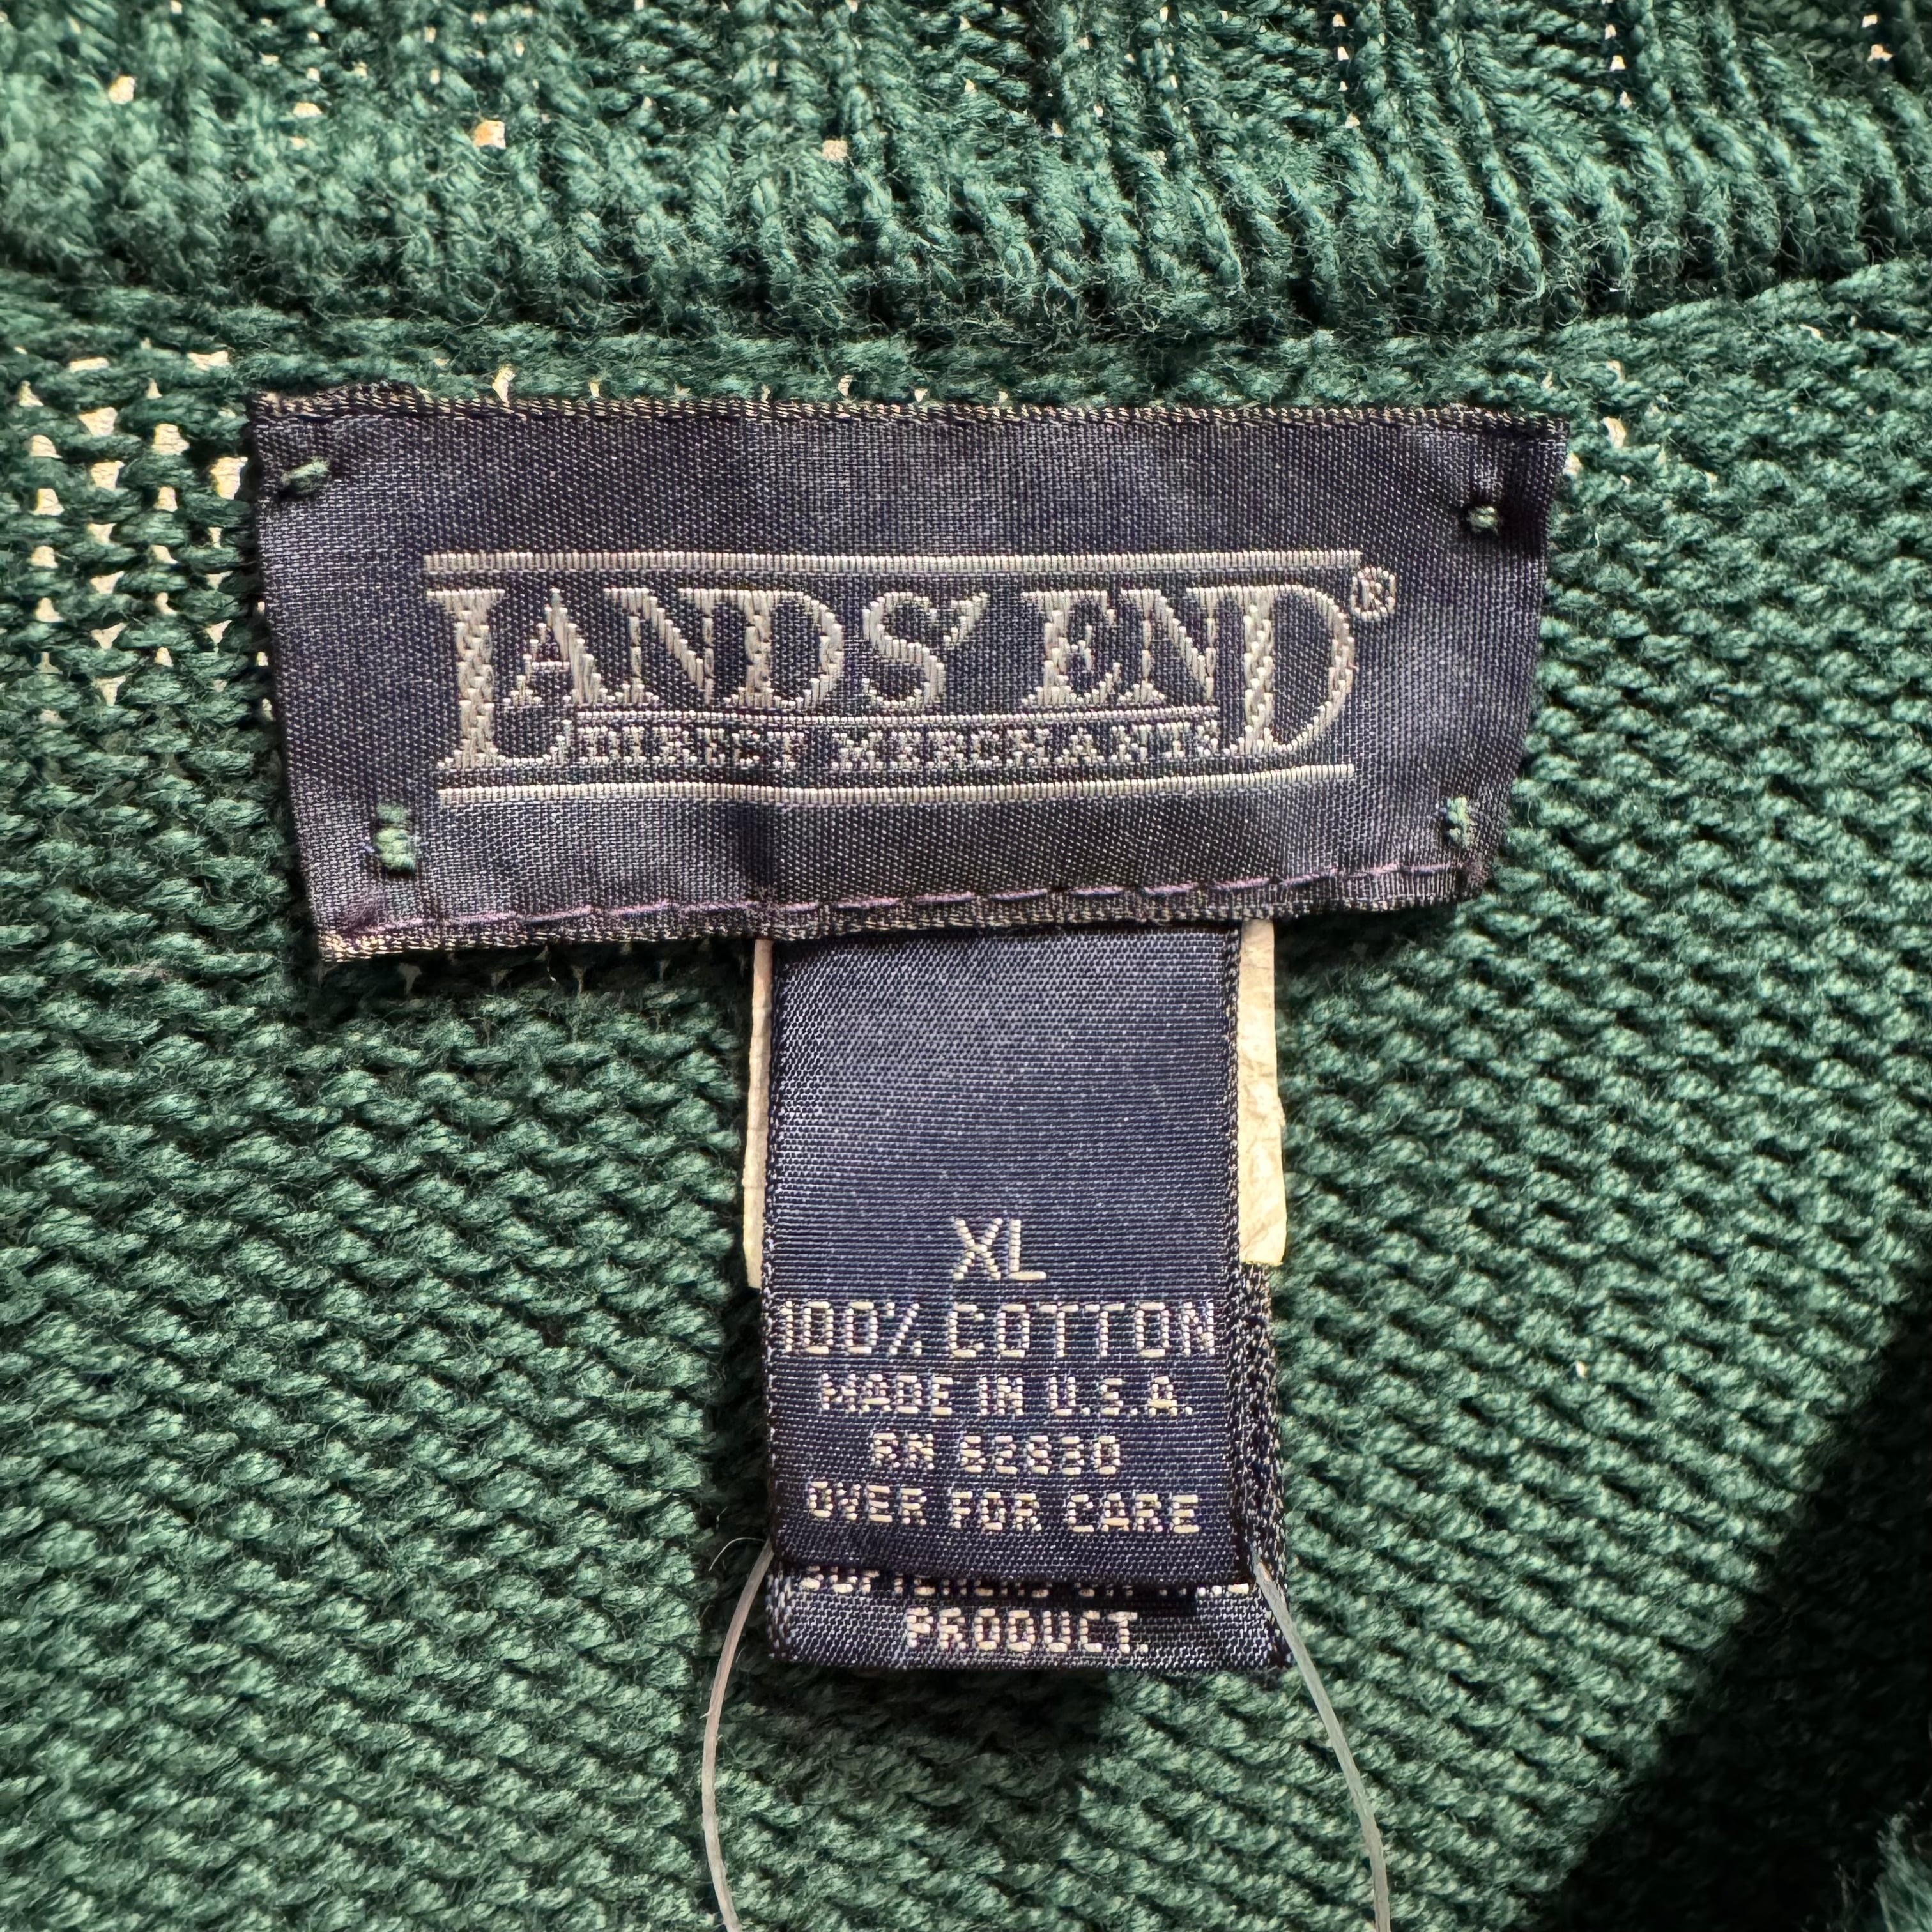 LANDS' END®
DIRECT MERCHANTS
XL
100% COTTON
MADE IN U.S.A.
RN 62830
OVER FOR CARE
PRODUCT.